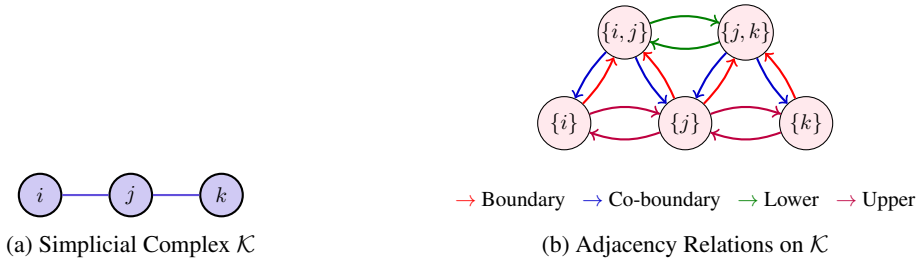 {i, j} {j, k}
{i} {j} {k}
i j k
→ Boundary → Co-boundary → Lower → Upper
(a) Simplicial Complex 𝒦
(b) Adjacency Relations on 𝒦